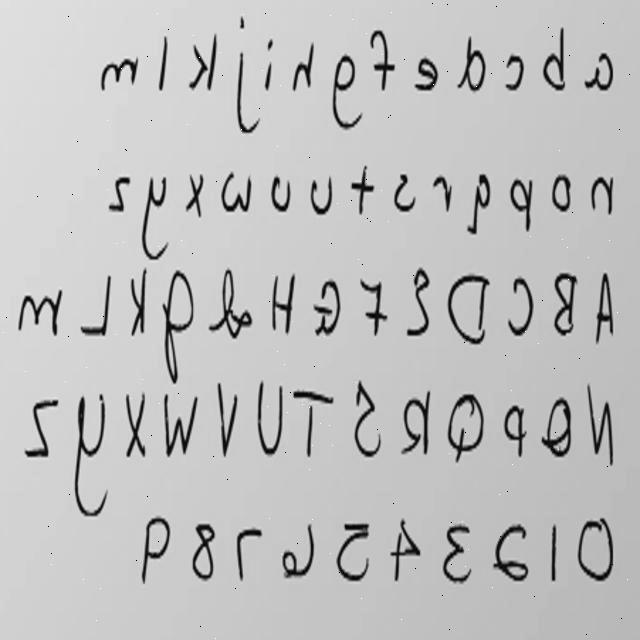 a b c d e f g h i j k l m
n o p q r s t u v w x y z
A B C D E F G H I J K L M
N O P Q R S T U V W X Y Z
0 1 2 3 4 5 6 7 8 9